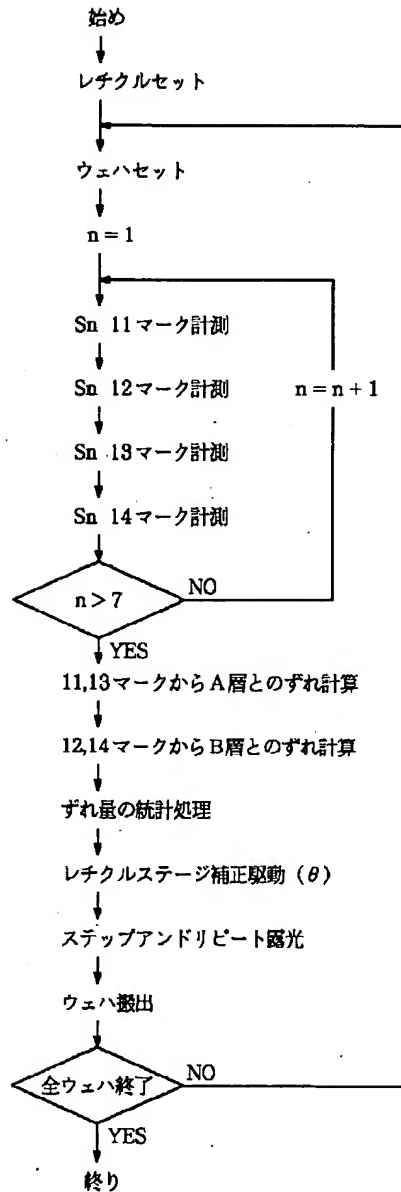 始め
レチクルセット
ウェハセット
n = 1
Sn 11マーク計測
Sn 12マーク計測
n = n + 1
Sn 13マーク計測
Sn 14マーク計測
n > 7
NO
YES
11,13マークからA層とのずれ計算
12,14マークからB層とのずれ計算
ずれ量の統計処理
レチクルステージ補正駆動 (θ)
ステップアンドリピート露光
ウェハ搬出
全ウェハ終了
NO
YES
終り